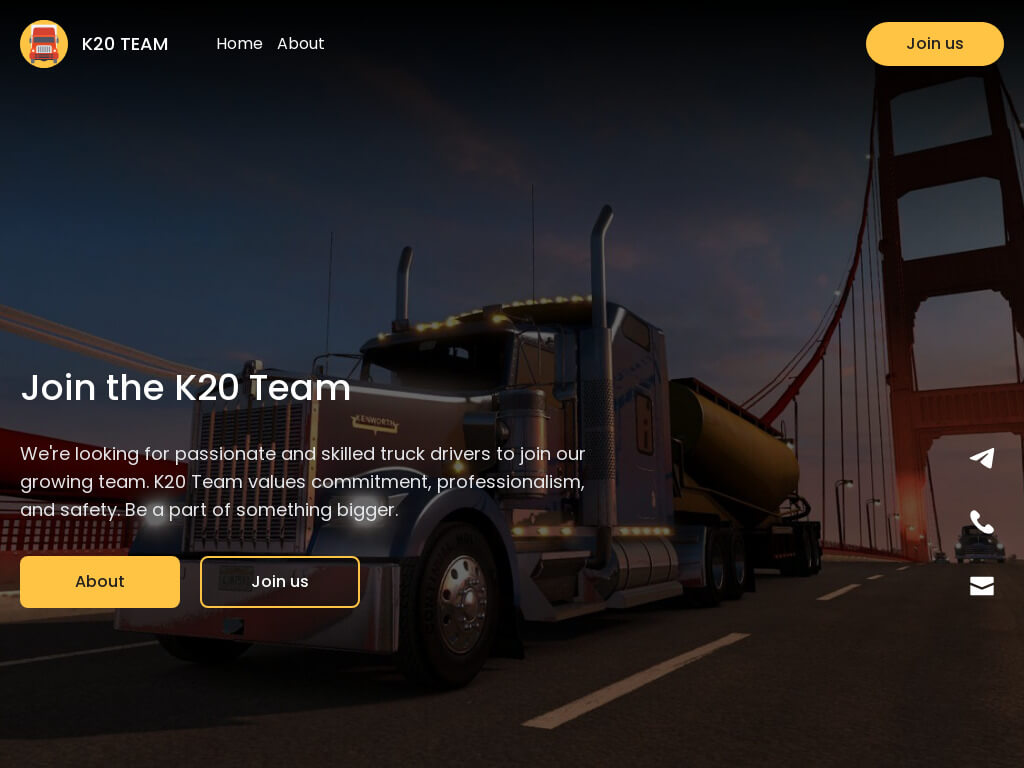 K20 TEAM
Home
About
Join us
Join the K20 Team
KENWORTH
We're looking for passionate and skilled truck drivers to join our
growing team. K20 Team values commitment, professionalism,
and safety. Be a part of something bigger.
About
Join us